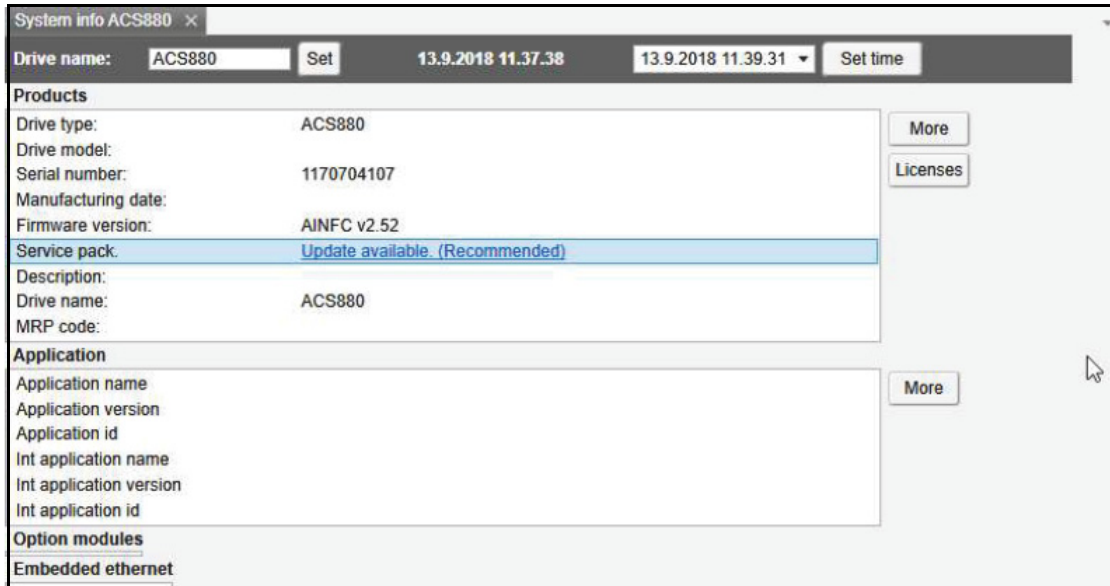 System info ACS880 ×
Drive name: ACS880 Set 13.9.2018 11.37.38 13.9.2018 11.39.31 Set time
Products
Drive type: ACS880 More
Drive model:
Serial number: 1170704107 Licenses
Manufacturing date:
Firmware version: AINFC v2.52
Service pack. Update available. (Recommended)
Description:
Drive name: ACS880
MRP code:
Application
Application name More
Application version
Application id
Int application name
Int application version
Int application id
Option modules
Embedded ethernet